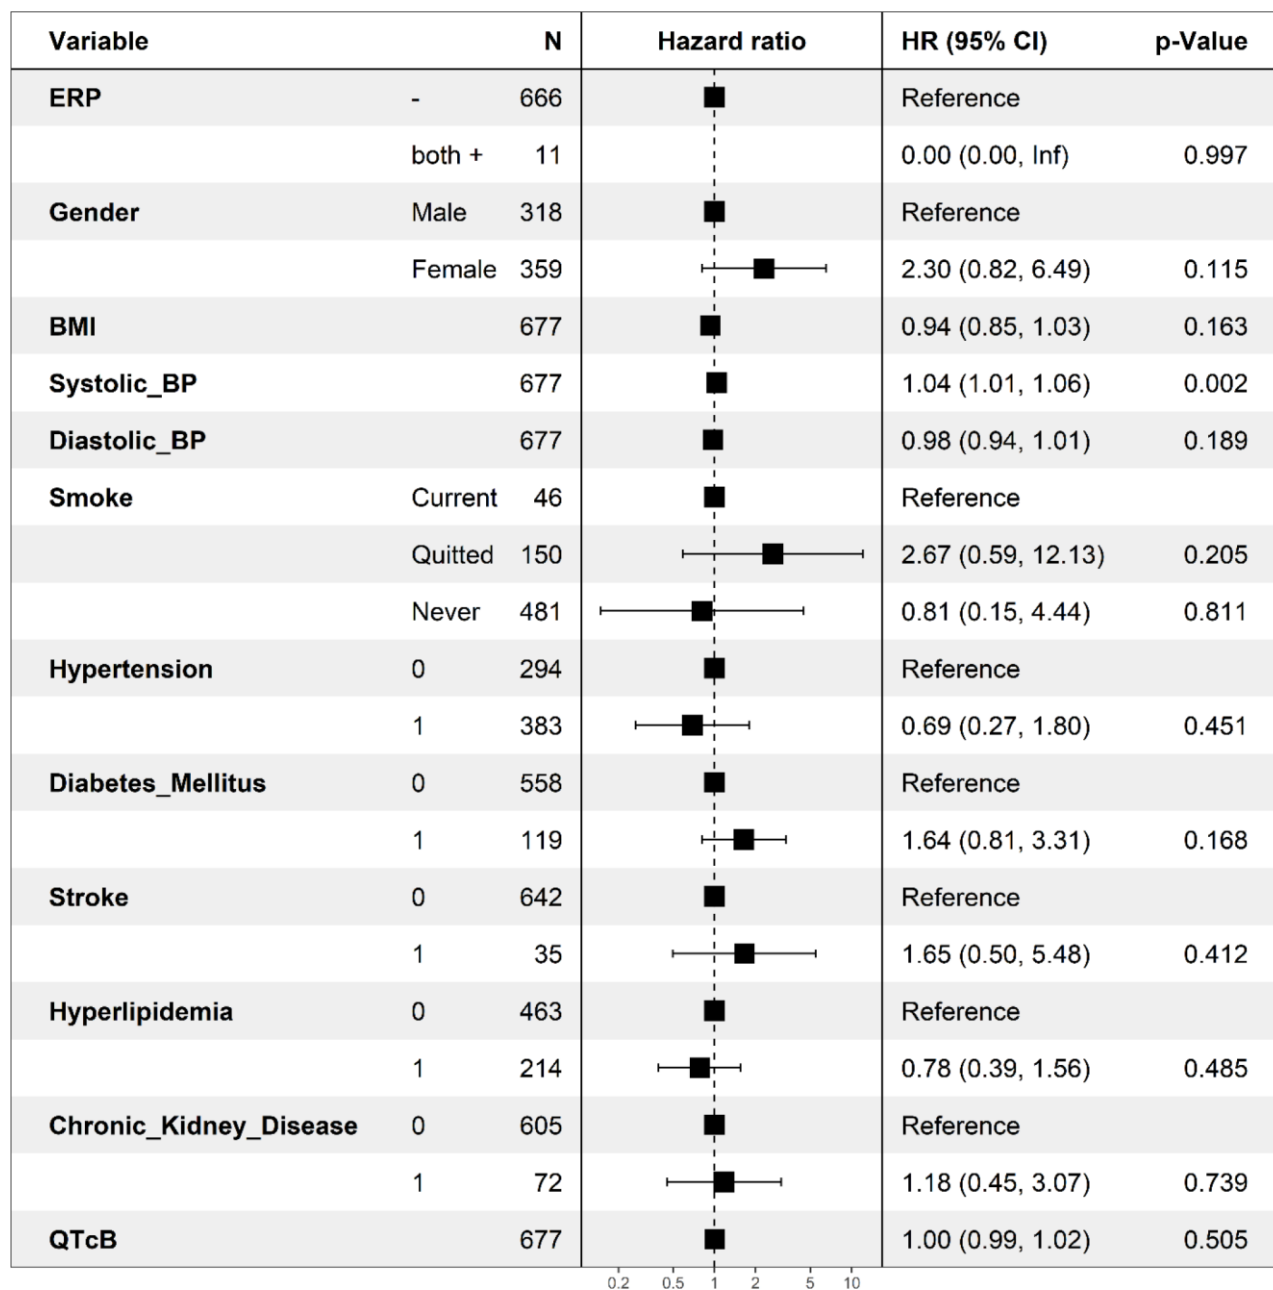 Variable N Hazard ratio HR (95% CI) p-Value
ERP - 666 Reference
both + 11 0.00 (0.00, Inf) 0.997
Gender Male 318 Reference
Female 359 2.30 (0.82, 6.49) 0.115
BMI 677 0.94 (0.85, 1.03) 0.163
Systolic_BP 677 1.04 (1.01, 1.06) 0.002
Diastolic_BP 677 0.98 (0.94, 1.01) 0.189
Smoke Current 46 Reference
Quitted 150 2.67 (0.59, 12.13) 0.205
Never 481 0.81 (0.15, 4.44) 0.811
Hypertension 0 294 Reference
1 383 0.69 (0.27, 1.80) 0.451
Diabetes_Mellitus 0 558 Reference
1 119 1.64 (0.81, 3.31) 0.168
Stroke 0 642 Reference
1 35 1.65 (0.50, 5.48) 0.412
Hyperlipidemia 0 463 Reference
1 214 0.78 (0.39, 1.56) 0.485
Chronic_Kidney_Disease 0 605 Reference
1 72 1.18 (0.45, 3.07) 0.739
QTcB 677 1.00 (0.99, 1.02) 0.505
0.2 0.5 1 2 5 10